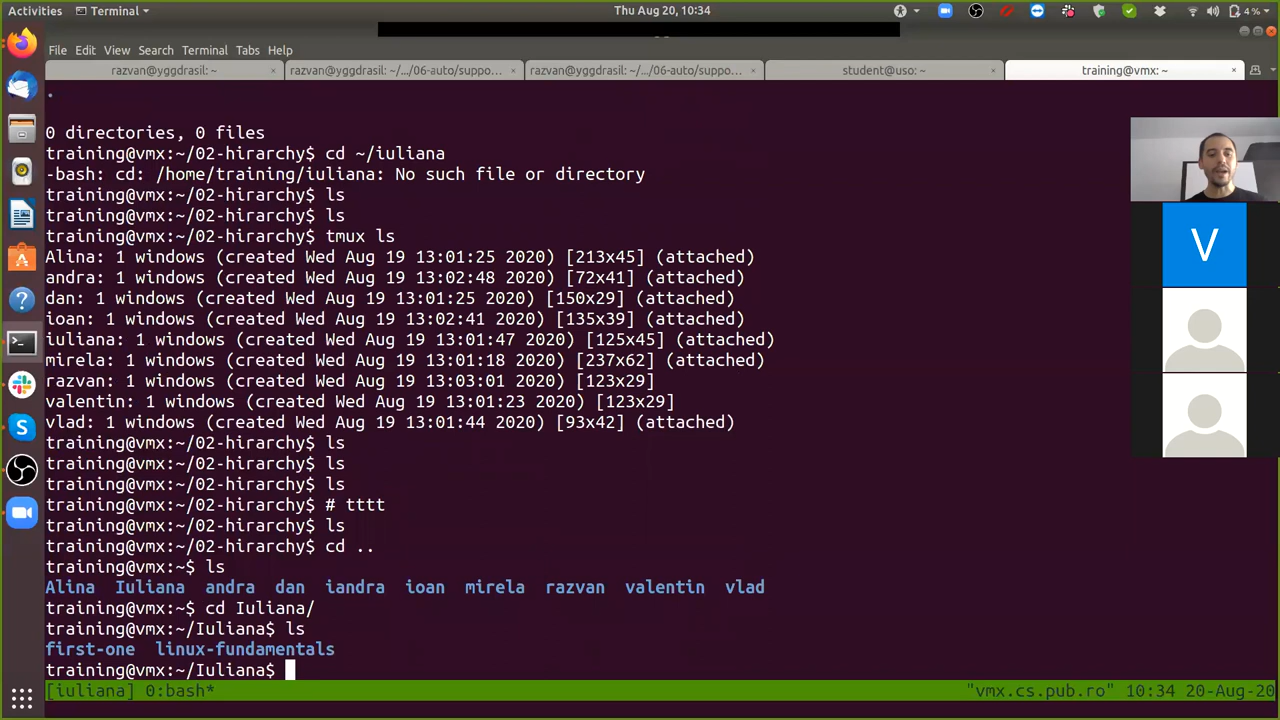 Activities Terminal Thu Aug 20, 10:34 4 %
File Edit View Search Terminal Tabs Help
razvan@yggdrasil: ~ × razvan@yggdrasil: ~/.../06-auto/suppo... × razvan@yggdrasil: ~/.../06-auto/suppo... × student@uso: ~ × training@vmx: ~ ×
.
0 directories, 0 files
training@vmx:~/02-hirarchy$ cd ~/iuliana
-bash: cd: /home/training/iuliana: No such file or directory
training@vmx:~/02-hirarchy$ ls
training@vmx:~/02-hirarchy$ ls
training@vmx:~/02-hirarchy$ tmux ls
Alina: 1 windows (created Wed Aug 19 13:01:25 2020) [213x45] (attached)
andra: 1 windows (created Wed Aug 19 13:02:48 2020) [72x41] (attached)
dan: 1 windows (created Wed Aug 19 13:01:25 2020) [150x29] (attached)
ioan: 1 windows (created Wed Aug 19 13:02:41 2020) [135x39] (attached)
iuliana: 1 windows (created Wed Aug 19 13:01:47 2020) [125x45] (attached)
mirela: 1 windows (created Wed Aug 19 13:01:18 2020) [237x62] (attached)
razvan: 1 windows (created Wed Aug 19 13:03:01 2020) [123x29]
valentin: 1 windows (created Wed Aug 19 13:01:23 2020) [123x29]
vlad: 1 windows (created Wed Aug 19 13:01:44 2020) [93x42] (attached)
training@vmx:~/02-hirarchy$ ls
training@vmx:~/02-hirarchy$ ls
training@vmx:~/02-hirarchy$ ls
training@vmx:~/02-hirarchy$ # tttt
training@vmx:~/02-hirarchy$ ls
training@vmx:~/02-hirarchy$ cd ..
training@vmx:~$ ls
Alina Iuliana andra dan iandra ioan mirela razvan valentin vlad
training@vmx:~$ cd Iuliana/
training@vmx:~/Iuliana$ ls
first-one linux-fundamentals
training@vmx:~/Iuliana$
[iuliana] 0:bash* "vmx.cs.pub.ro" 10:34 20-Aug-20
V